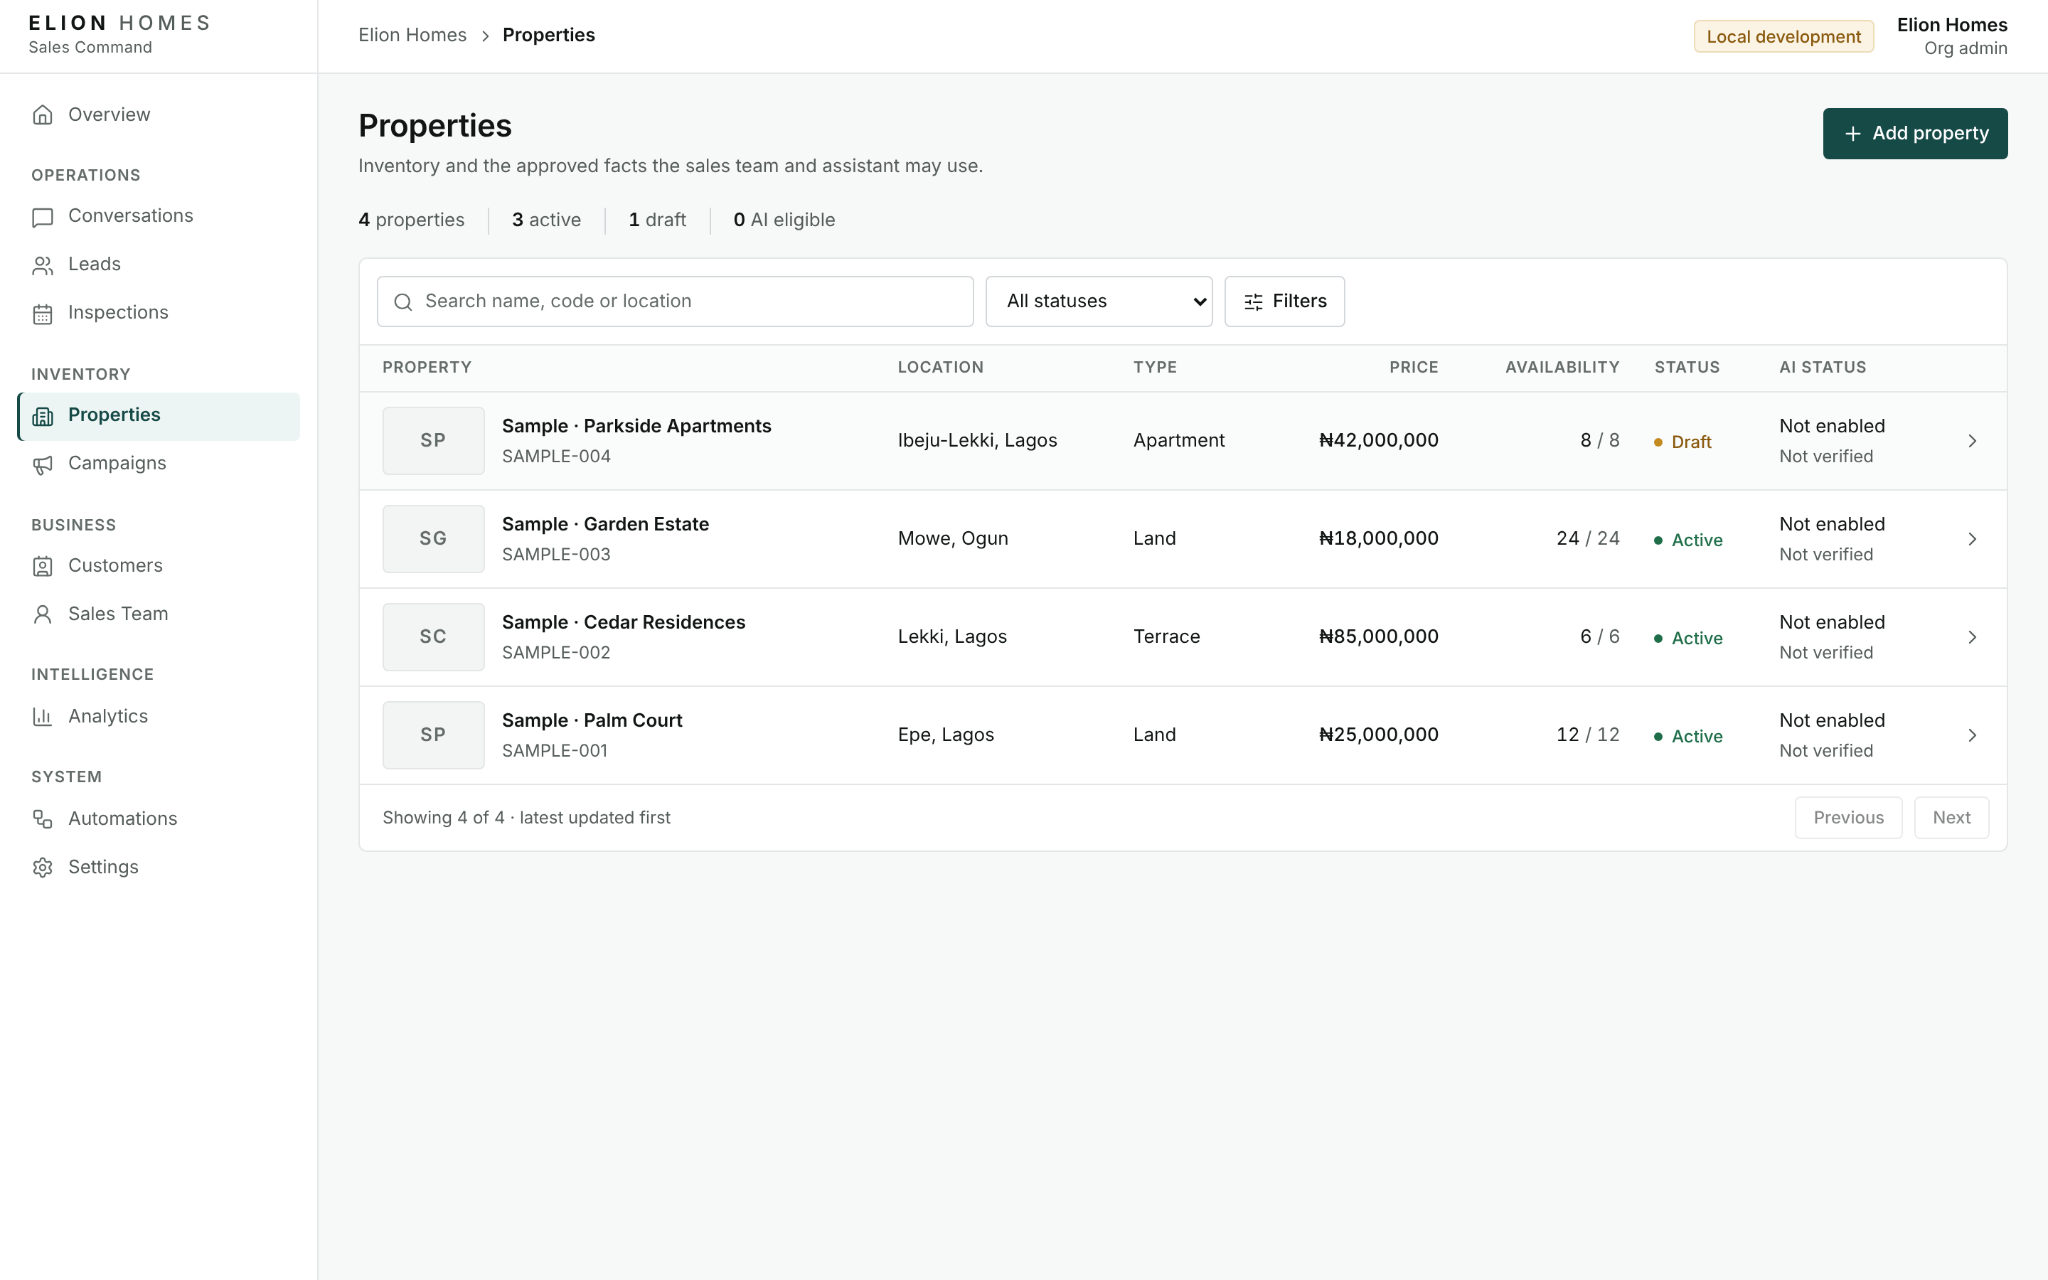 ELION HOMES
Sales Command
Elion Homes > Properties
Local development
Elion Homes
Org admin
Overview
OPERATIONS
Conversations
Leads
Inspections
INVENTORY
Properties
Campaigns
BUSINESS
Customers
Sales Team
INTELLIGENCE
Analytics
SYSTEM
Automations
Settings
Properties
Inventory and the approved facts the sales team and assistant may use.
+ Add property
4 properties 3 active 1 draft 0 AI eligible
Search name, code or location All statuses Filters
PROPERTY LOCATION TYPE PRICE AVAILABILITY STATUS AI STATUS
SP Sample · Parkside Apartments Ibeju-Lekki, Lagos Apartment ₦42,000,000 8 / 8 Draft Not enabled
SAMPLE-004 Not verified
SG Sample · Garden Estate Mowe, Ogun Land ₦18,000,000 24 / 24 Active Not enabled
SAMPLE-003 Not verified
SC Sample · Cedar Residences Lekki, Lagos Terrace ₦85,000,000 6 / 6 Active Not enabled
SAMPLE-002 Not verified
SP Sample · Palm Court Epe, Lagos Land ₦25,000,000 12 / 12 Active Not enabled
SAMPLE-001 Not verified
Showing 4 of 4 · latest updated first Previous Next